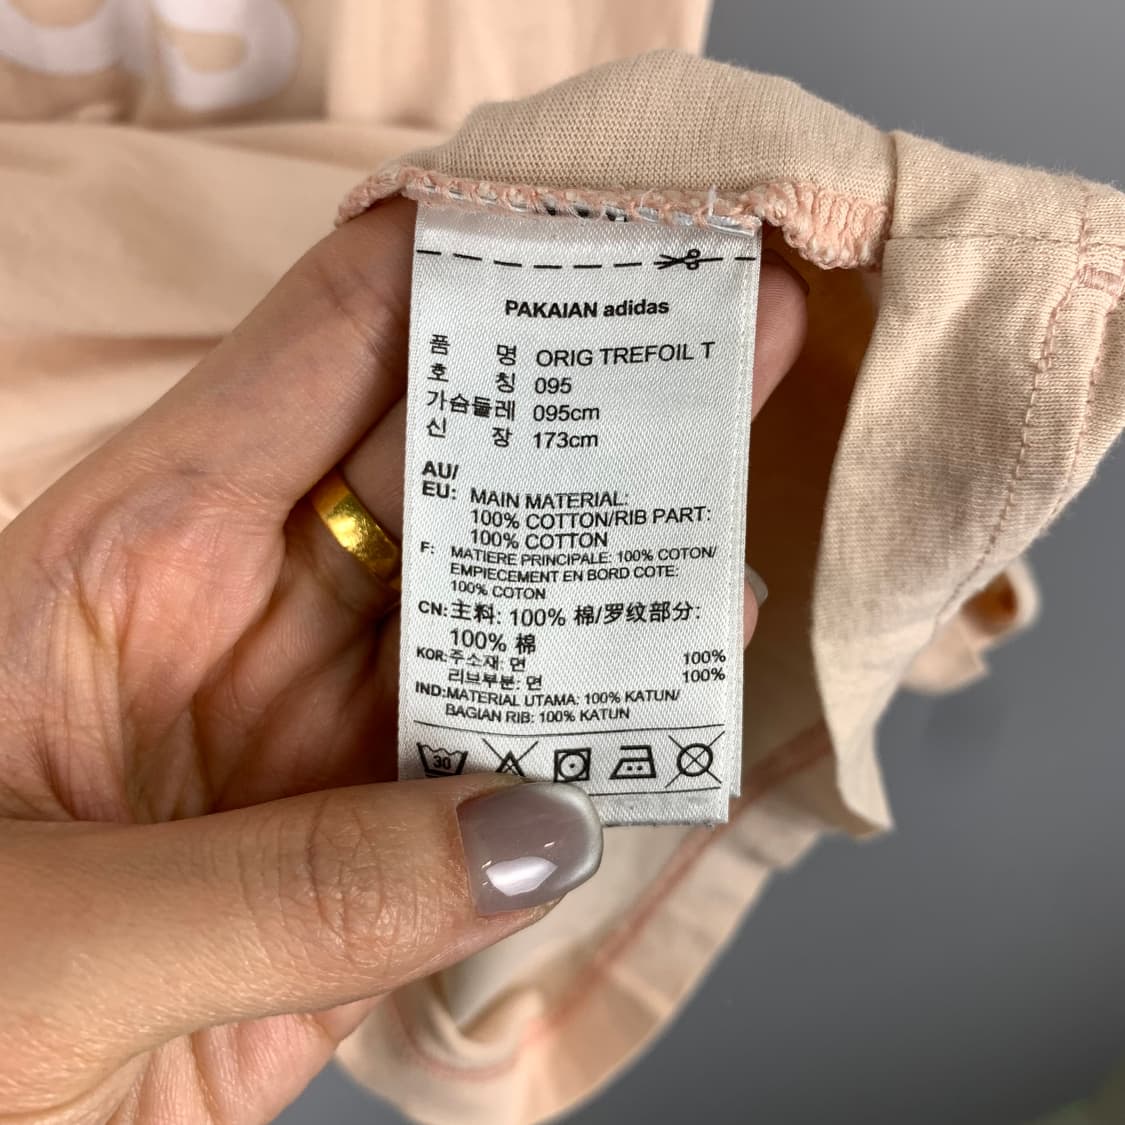 PAKAIAN adidas
품 명 ORIG TREFOIL T
호 칭 095
가슴둘레 095cm
신 장 173cm
AU/
EU: MAIN MATERIAL:
100% COTTON/RIB PART:
100% COTTON
F: MATIERE PRINCIPALE: 100% COTON/
EMPIECEMENT EN BORD COTE:
100% COTON
CN: 主料: 100% 棉/罗纹部分:
100% 棉
KOR: 주소재: 면 100%
리브부분: 면 100%
IND: MATERIAL UTAMA: 100% KATUN/
BAGIAN RIB: 100% KATUN
30